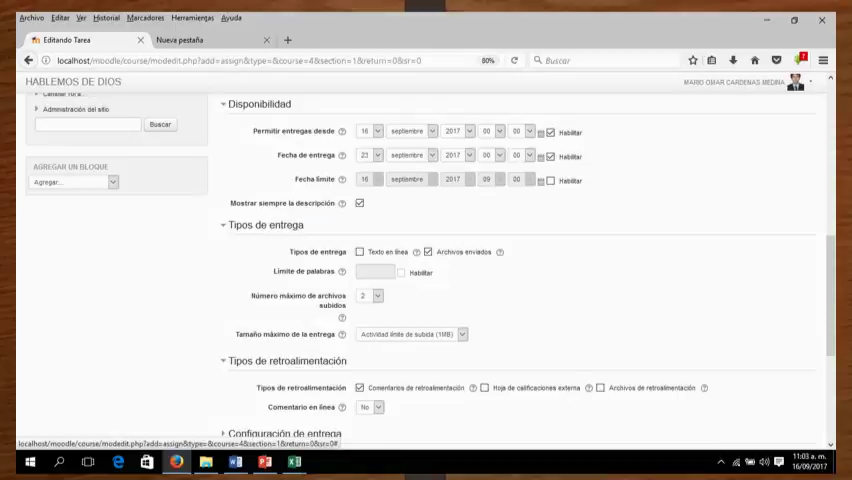 Archivo Editar Ver Historial Marcadores Herramientas Ayuda
Editando Tarea Nueva pestaña
localhost/moodle/course/modedit.php?add=assign&type=&course=4&section=1&return=0&sr=0 80% Buscar
HABLEMOS DE DIOS MARIO OMAR CARDENAS MEDINA
Administración del sitio
Buscar
AGREGAR UN BLOQUE
Agregar...
Disponibilidad
Permitir entregas desde 16 septiembre 2017 00 00 Habilitar
Fecha de entrega 23 septiembre 2017 00 00 Habilitar
Fecha límite 16 septiembre 2017 09 00 Habilitar
Mostrar siempre la descripción
Tipos de entrega
Tipos de entrega Texto en línea Archivos enviados
Límite de palabras Habilitar
Número máximo de archivos 2
subidos
Tamaño máximo de la entrega Actividad límite de subida (1MB)
Tipos de retroalimentación
Tipos de retroalimentación Comentarios de retroalimentación Hoja de calificaciones externa Archivos de retroalimentación
Comentario en línea No
Configuración de entrega
localhost/moodle/course/modedit.php?add=assign&type=&course=4&section=1&return=0&sr=0#
11:03 a. m.
16/09/2017